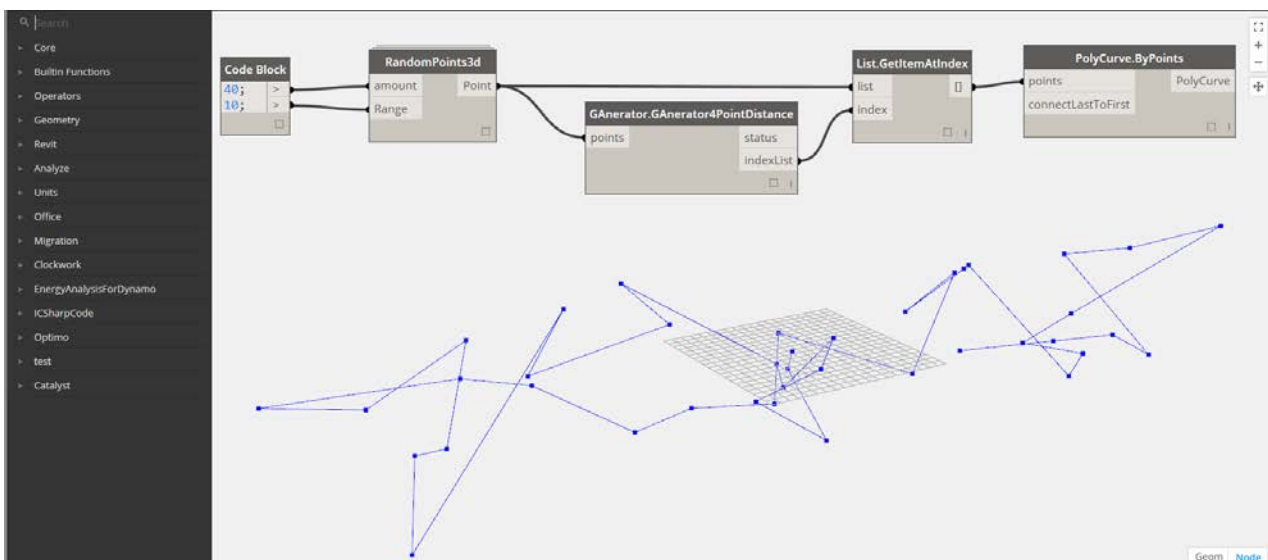 Search
Core
Builtin Functions
Operators
Geometry
Revit
Analyze
Units
Office
Migration
Clockwork
EnergyAnalysisForDynamo
ICSharpCode
Optimo
test
Catalyst
Code Block
40; >
10; >
RandomPoints3d
amount Point
Range
GAnerator.GAnerator4PointDistance
points status
indexList
List.GetItemAtIndex
list []
index
PolyCurve.ByPoints
points PolyCurve
connectLastToFirst
Geom Node